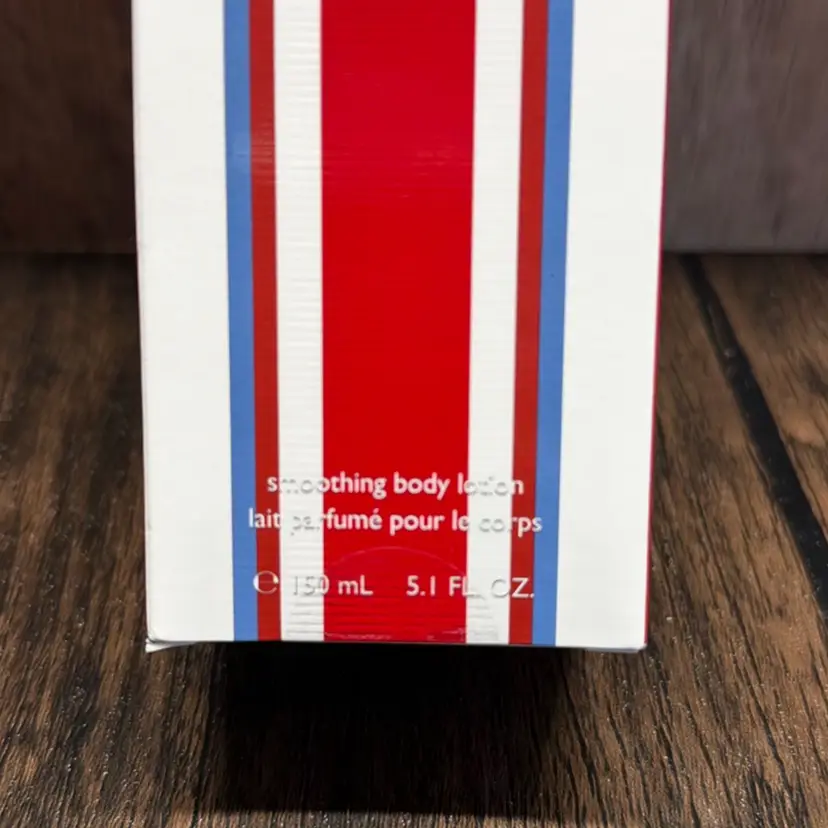 smoothing body lotion
lait parfumé pour le corps
℮ 150 mL 5.1 FL. OZ.